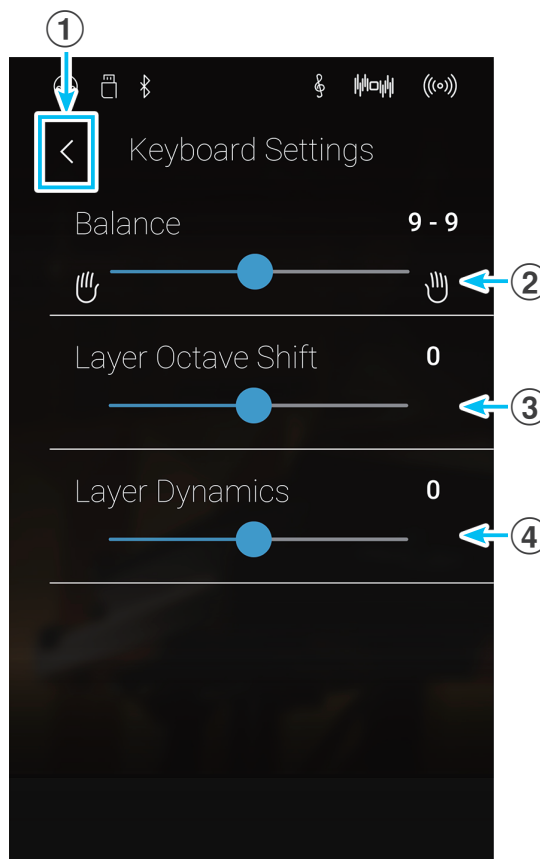 ①
Keyboard Settings
Balance 9 - 9
②
Layer Octave Shift 0
③
Layer Dynamics 0
④